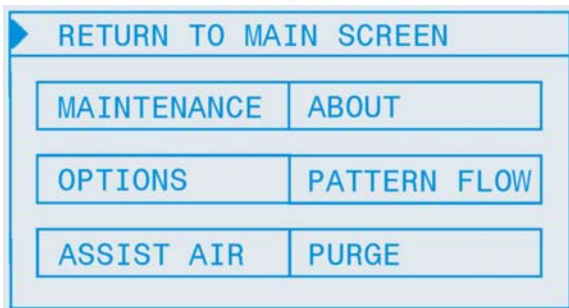 RETURN TO MAIN SCREEN
MAINTENANCE ABOUT
OPTIONS PATTERN FLOW
ASSIST AIR PURGE